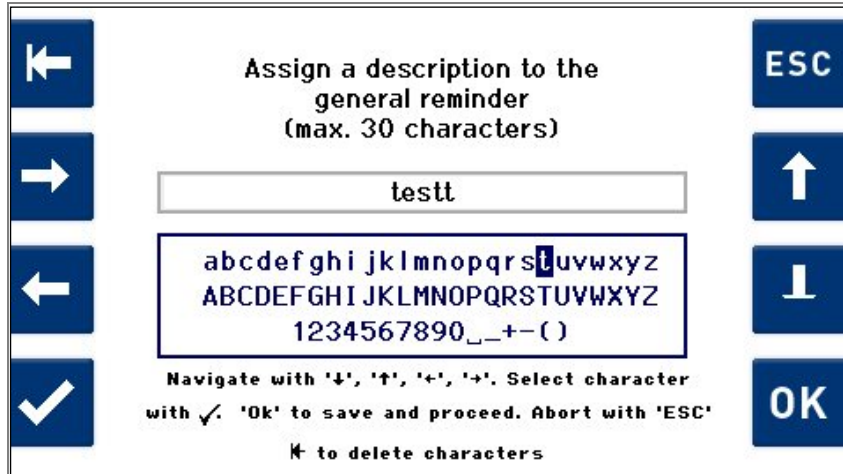 ESC
Assign a description to the
general reminder
(max. 30 characters)
testt
abcdefghijklmnopqrstuvwxyz
ABCDEFGHIJKLMNOPQRSTUVWXYZ
1234567890␣_+-()
Navigate with '↓', '↑', '←', '→'. Select character
with ✓. 'Ok' to save and proceed. Abort with 'ESC'
OK
to delete characters